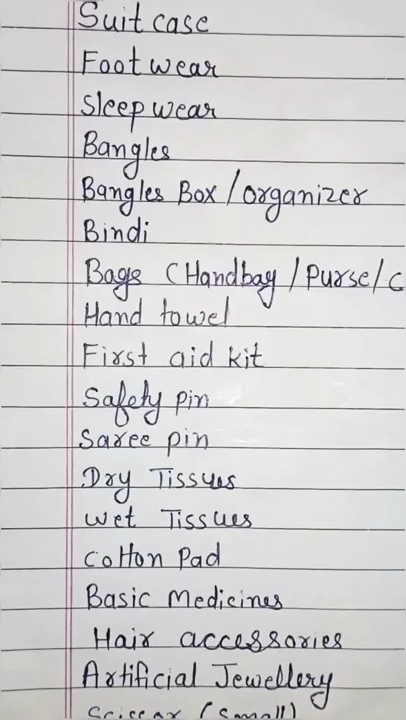 Suitcase
Footwear
Sleepwear
Bangles
Bangles Box / organizer
Bindi
Bags (Handbag / Purse / C
Hand towel
First aid kit
Safety pin
Saree pin
Dry Tissues
Wet Tissues
Cotton Pad
Basic Medicines
Hair accessories
Artificial Jewellery
(Small)